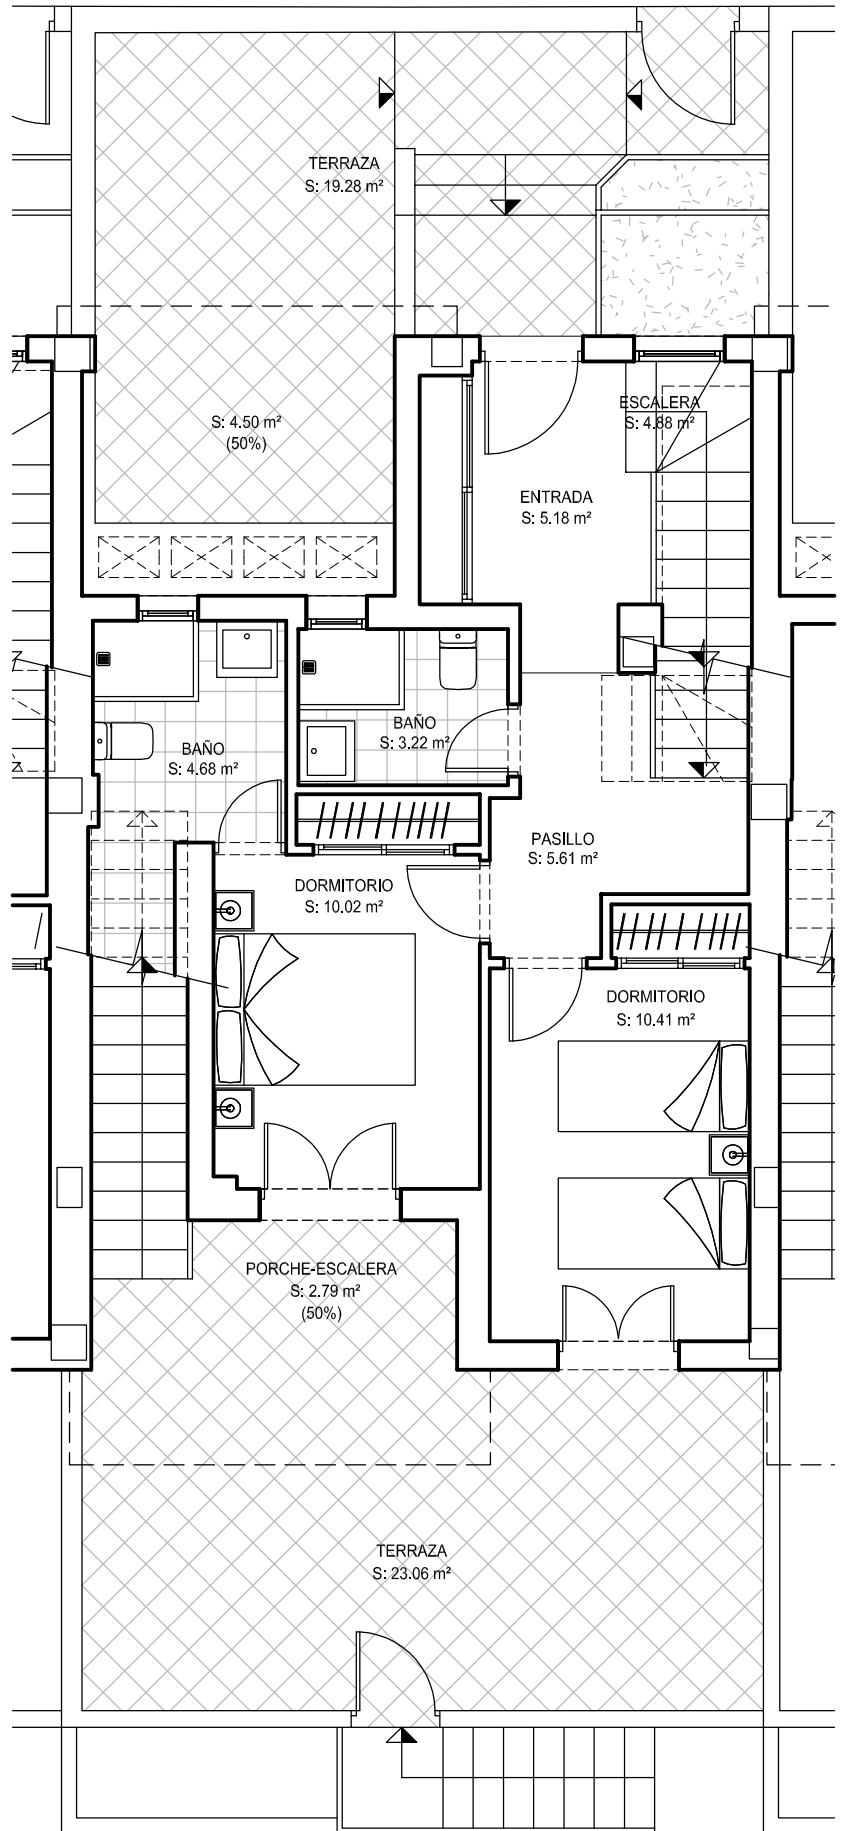 TERRAZA
S: 19.28 m²
S: 4.50 m²
(50%)
ESCALERA
S: 4.88 m²
ENTRADA
S: 5.18 m²
BAÑO
S: 3.22 m²
BAÑO
S: 4.68 m²
PASILLO
S: 5.61 m²
DORMITORIO
S: 10.02 m²
DORMITORIO
S: 10.41 m²
PORCHE-ESCALERA
S: 2.79 m²
(50%)
TERRAZA
S: 23.06 m²